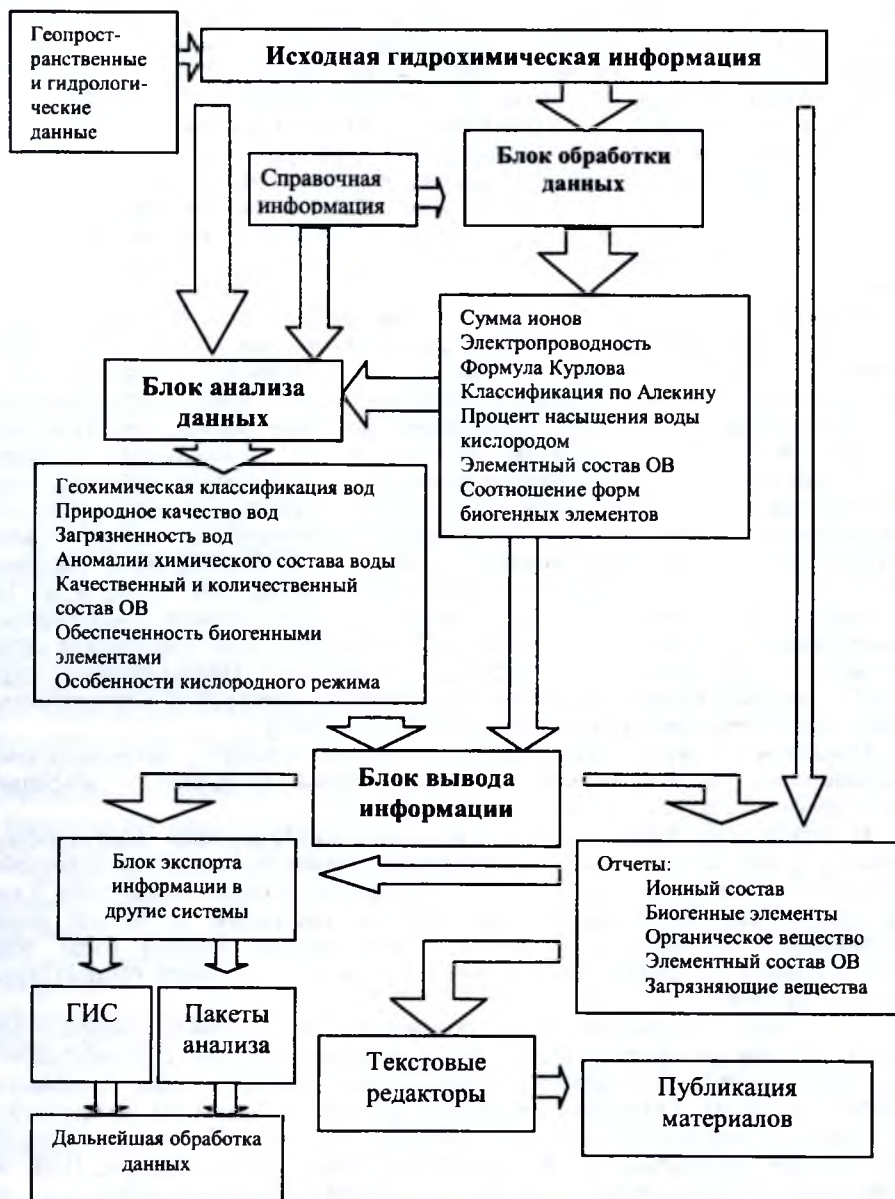 Геопрост-
ранственные
и гидрологи-
ческие
данные
Исходная гидрохимическая информация
Блок обработки
данных
Справочная
информация
Сумма ионов
Электропроводность
Формула Курлова
Классификация по Алекину
Процент насыщения воды
кислородом
Элементный состав ОВ
Соотношение форм
биогенных элементов
Блок анализа
данных
Геохимическая классификация вод
Природное качество вод
Загрязненность вод
Аномалии химического состава воды
Качественный и количественный
состав ОВ
Обеспеченность биогенными
элементами
Особенности кислородного режима
Блок вывода
информации
Блок экспорта
информации в
другие системы
Отчеты:
Ионный состав
Биогенные элементы
Органическое вещество
Элементный состав ОВ
Загрязняющие вещества
ГИС
Пакеты
анализа
Текстовые
редакторы
Публикация
материалов
Дальнейшая обработка
данных